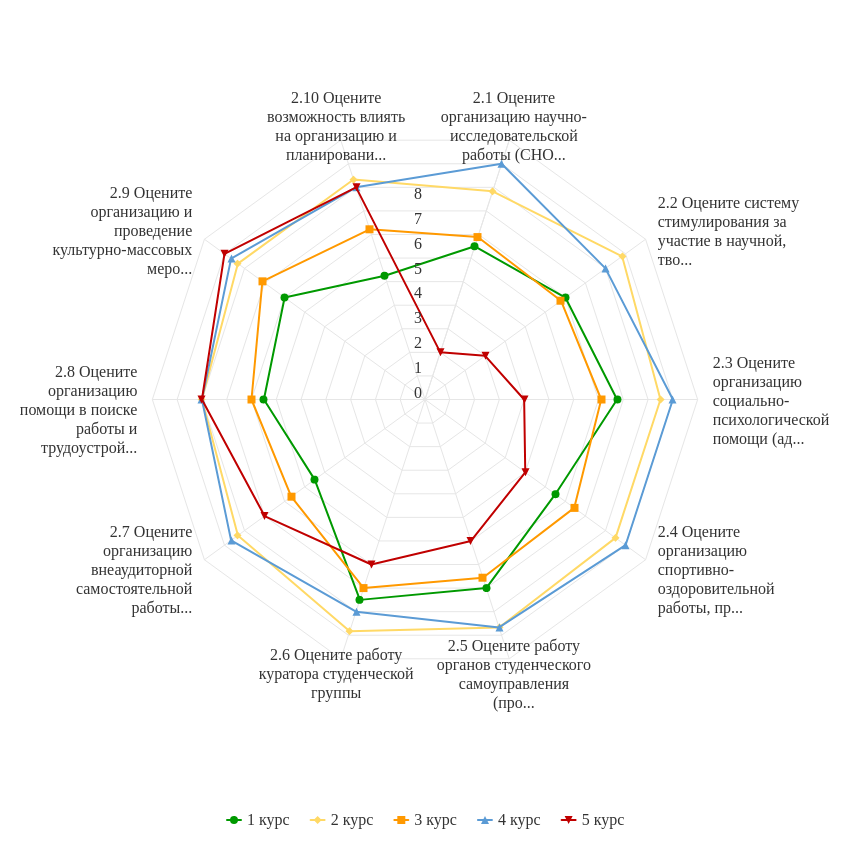 2.10 Оцените
возможность влиять
на организацию и
планировани...
2.1 Оцените
организацию научно-
исследовательской
работы (СНО...
2.2 Оцените систему
стимулирования за
участие в научной,
тво...
2.3 Оцените
организацию
социально-
психологической
помощи (ад...
2.4 Оцените
организацию
спортивно-
оздоровительной
работы, пр...
2.5 Оцените работу
органов студенческого
самоуправления
(про...
2.6 Оцените работу
куратора студенческой
группы
2.7 Оцените
организацию
внеаудиторной
самостоятельной
работы...
2.8 Оцените
организацию
помощи в поиске
работы и
трудоустрой...
2.9 Оцените
организацию и
проведение
культурно-массовых
меро...
8
7
6
5
4
3
2
1
0
1 курс 2 курс 3 курс 4 курс 5 курс